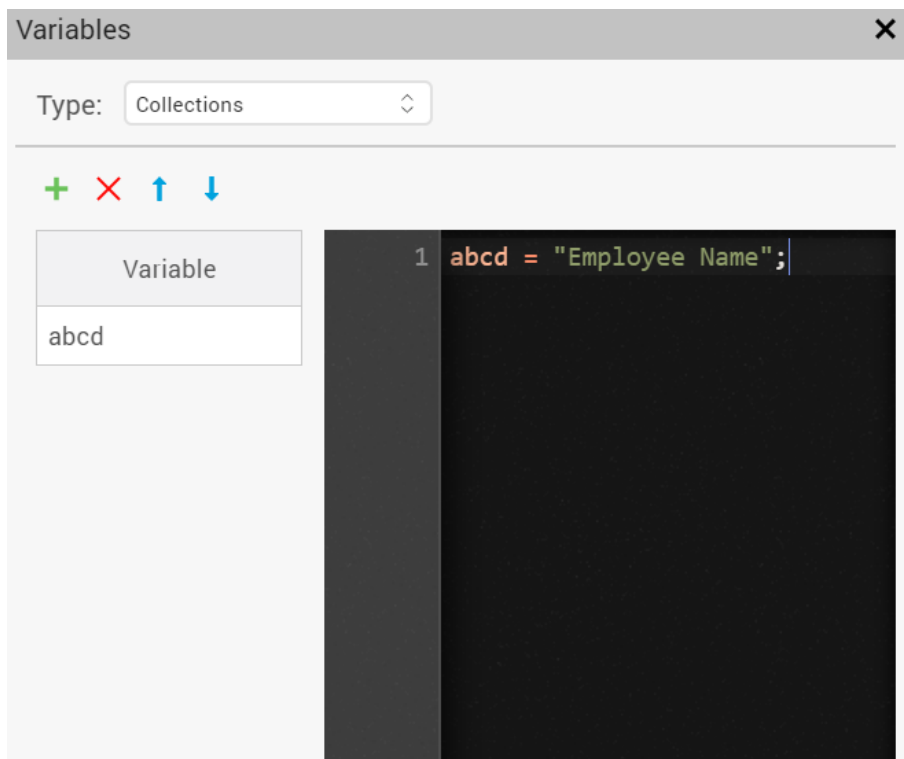 Variables
Type: Collections
Variable
abcd
1 abcd = "Employee Name";